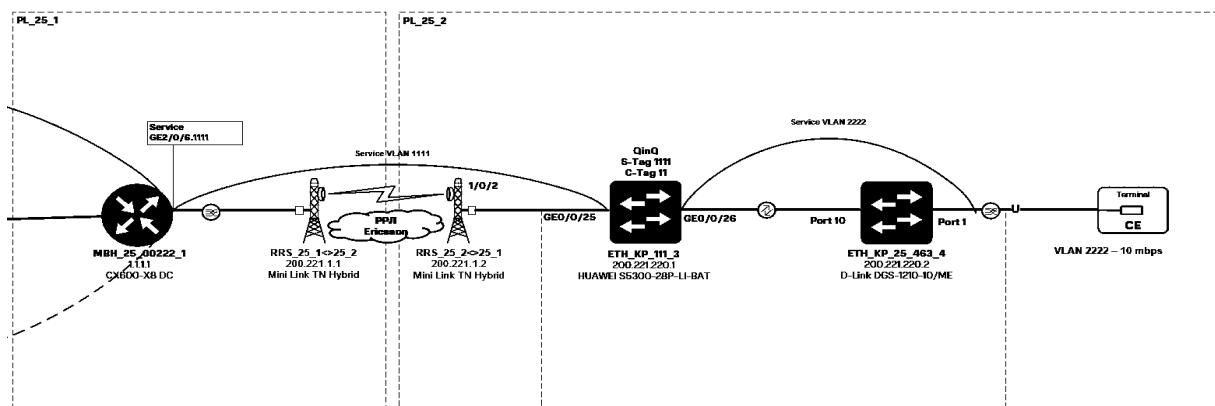 PL_25_1
PL_25_2
Service
GE2/0/6.1111
Service VLAN 1111
Service VLAN 2222
QinQ
S-Tag 1111
C-Tag 11
1/0/2
GE0/0/25
GE0/0/26
Port 10
Port 1
Terminal
CE
РРЛ
Ericsson
MBH_25_00222_1
1.1.1.1
CX600-X8 DC
RRS_25_1<>25_2
200.221.1.1
Mini Link TN Hybrid
RRS_25_2<>25_1
200.221.1.2
Mini Link TN Hybrid
ETH_KP_111_3
200.221.220.1
HUAWEI S5300-28P-LI-BAT
ETH_KP_25_463_4
200.221.220.2
D-Link DGS-1210-10/ME
VLAN 2222 – 10 mbps